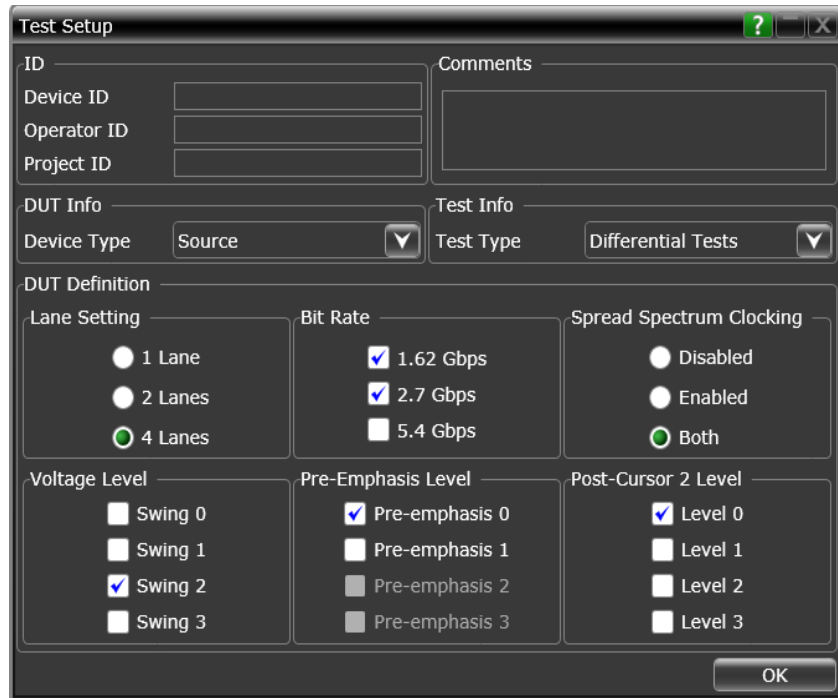 Test Setup
?
X
ID
Device ID
Operator ID
Project ID
Comments
DUT Info
Device Type
Source
Test Info
Test Type
Differential Tests
DUT Definition
Lane Setting
1 Lane
2 Lanes
4 Lanes
Bit Rate
1.62 Gbps
2.7 Gbps
5.4 Gbps
Spread Spectrum Clocking
Disabled
Enabled
Both
Voltage Level
Swing 0
Swing 1
Swing 2
Swing 3
Pre-Emphasis Level
Pre-emphasis 0
Pre-emphasis 1
Pre-emphasis 2
Pre-emphasis 3
Post-Cursor 2 Level
Level 0
Level 1
Level 2
Level 3
OK